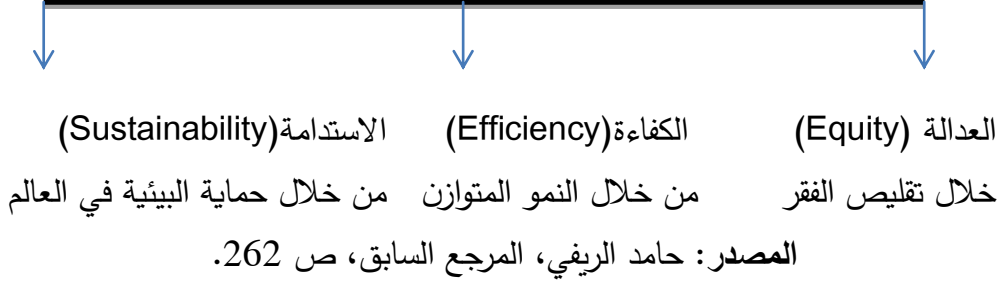 العدالة (Equity) الكفاءة(Efficiency) الاستدامة(Sustainability)
خلال تقليص الفقر من خلال النمو المتوازن من خلال حماية البيئية في العالم
المصدر: حامد الريفي، المرجع السابق، ص 262.